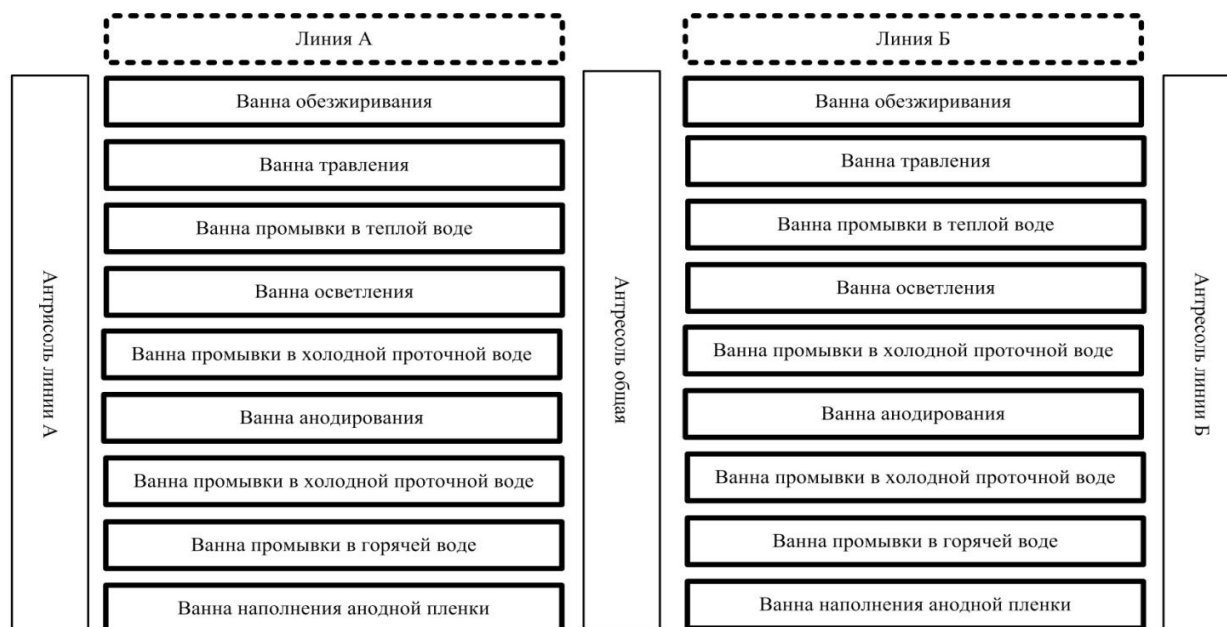 Линия А
Линия Б
Антрисоль линии А
Ванна обезжиривания
Ванна травления
Ванна промывки в теплой воде
Ванна осветления
Ванна промывки в холодной проточной воде
Ванна анодирования
Ванна промывки в холодной проточной воде
Ванна промывки в горячей воде
Ванна наполнения анодной пленки
Антресоль общая
Ванна обезжиривания
Ванна травления
Ванна промывки в теплой воде
Ванна осветления
Ванна промывки в холодной проточной воде
Ванна анодирования
Ванна промывки в холодной проточной воде
Ванна промывки в горячей воде
Ванна наполнения анодной пленки
Антресоль линии Б